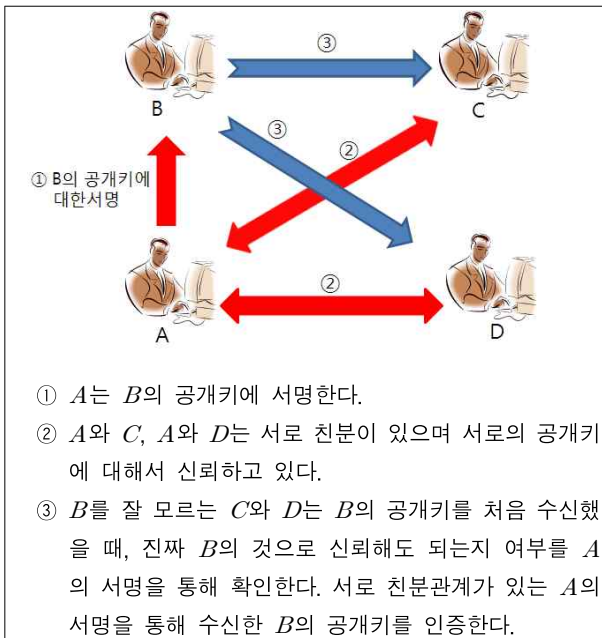 ③
B
C
③
②
① B의 공개키에
대한서명
②
A
D
① A는 B의 공개키에 서명한다.
② A와 C, A와 D는 서로 친분이 있으며 서로의 공개키
에 대해서 신뢰하고 있다.
③ B를 잘 모르는 C와 D는 B의 공개키를 처음 수신했
을 때, 진짜 B의 것으로 신뢰해도 되는지 여부를 A
의 서명을 통해 확인한다. 서로 친분관계가 있는 A의
서명을 통해 수신한 B의 공개키를 인증한다.